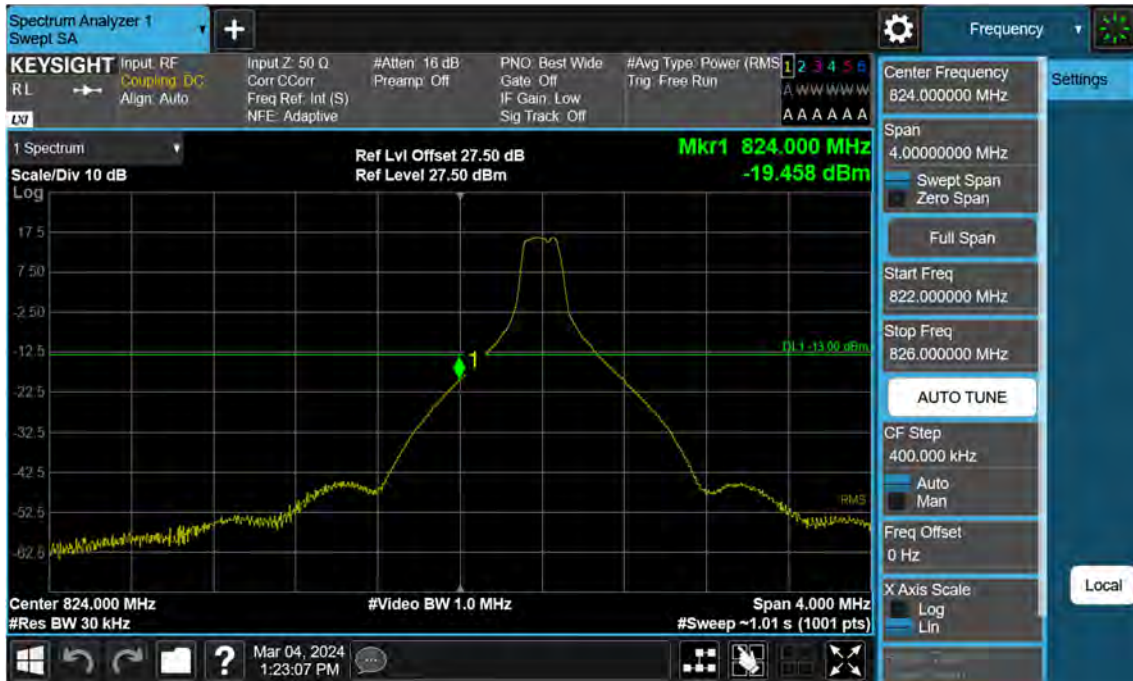 Spectrum Analyzer 1
Swept SA
+
Frequency
KEYSIGHT
RL
LXI
Input: RF
Coupling: DC
Align: Auto
Input Z: 50 Ω
Corr CCorr
Freq Ref: Int (S)
NFE: Adaptive
#Atten: 16 dB
Preamp: Off
PNO: Best Wide
Gate: Off
IF Gain: Low
Sig Track: Off
#Avg Type: Power (RMS
Trig: Free Run
1 2 3 4 5 6
A W W W W W
A A A A A A
1 Spectrum
Scale/Div 10 dB
Ref Lvl Offset 27.50 dB
Ref Level 27.50 dBm
Mkr1 824.000 MHz
-19.458 dBm
Log
17.5
7.50
-2.50
-12.5
-22.5
-32.5
-42.5
-52.5
-62.5
1
DL1 -13.00 dBm
RMS
Center 824.000 MHz
#Video BW 1.0 MHz
Span 4.000 MHz
#Res BW 30 kHz
#Sweep ~1.01 s (1001 pts)
Center Frequency
824.000000 MHz
Settings
Span
4.00000000 MHz
Swept Span
Zero Span
Full Span
Start Freq
822.000000 MHz
Stop Freq
826.000000 MHz
AUTO TUNE
CF Step
400.000 kHz
Auto
Man
Freq Offset
0 Hz
X Axis Scale
Log
Lin
Local
?
Mar 04, 2024
1:23:07 PM